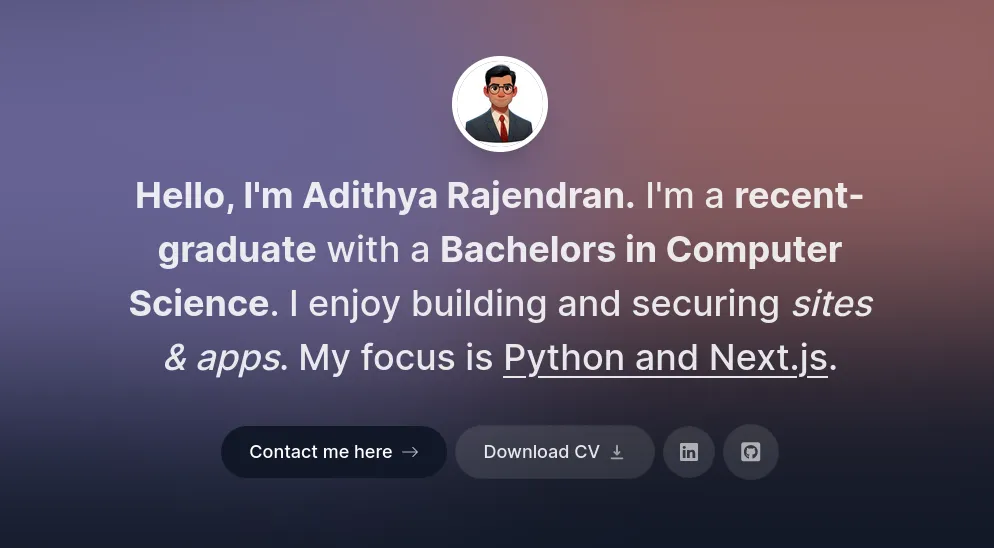 Hello, I'm Adithya Rajendran. I'm a recent-
graduate with a Bachelors in Computer
Science. I enjoy building and securing sites
& apps. My focus is Python and Next.js.
Contact me here → Download CV